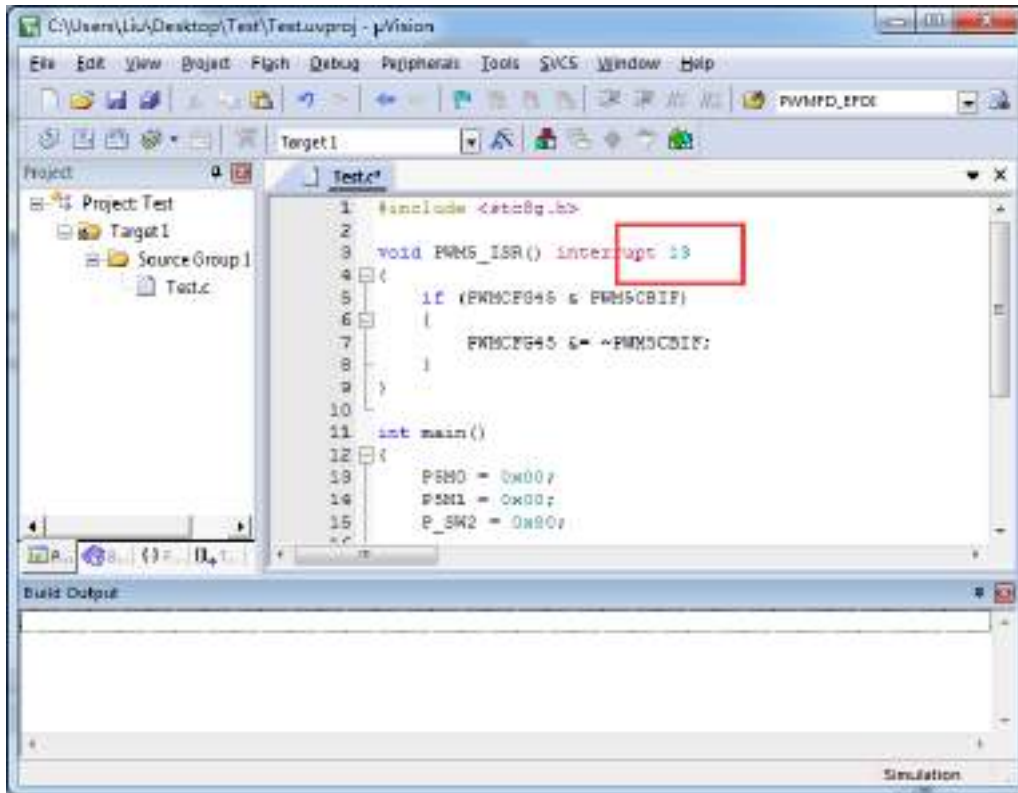 C:\Users\Liu\Desktop\Test\Test.uvproj - µVision
File Edit View Project Flash Debug Peripherals Tools SVCS Window Help
Target 1
Project
Test.c*
Project: Test
Target 1
Source Group 1
Test.c
1 #include <stc8g.h>
2
3 void PWM5_ISR() interrupt 13
4 {
5 if (PWMCFG45 & PWM5CBIF)
6 {
7 PWMCFG45 &= ~PWM5CBIF;
8 }
9 }
10
11 int main()
12 {
13 P5M0 = 0x00;
14 P5M1 = 0x00;
15 P_SW2 = 0x80;
Build Output
Simulation